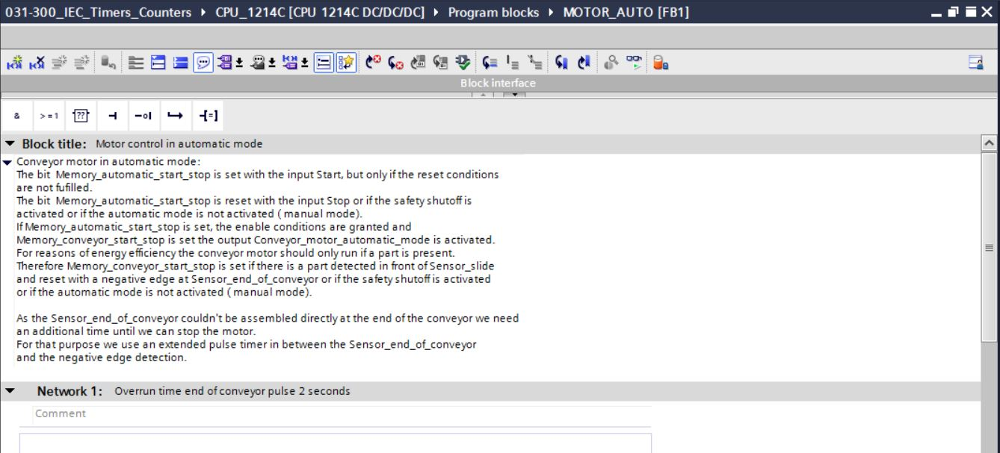 031-300_IEC_Timers_Counters ▸ CPU_1214C [CPU 1214C DC/DC/DC] ▸ Program blocks ▸ MOTOR_AUTO [FB1]
Block interface
& >=1 ??
Block title: Motor control in automatic mode
Conveyor motor in automatic mode:
The bit Memory_automatic_start_stop is set with the input Start, but only if the reset conditions
are not fufilled.
The bit Memory_automatic_start_stop is reset with the input Stop or if the safety shutoff is
activated or if the automatic mode is not activated ( manual mode).
If Memory_automatic_start_stop is set, the enable conditions are granted and
Memory_conveyor_start_stop is set the output Conveyor_motor_automatic_mode is activated.
For reasons of energy efficiency the conveyor motor should only run if a part is present.
Therefore Memory_conveyor_start_stop is set if there is a part detected in front of Sensor_slide
and reset with a negative edge at Sensor_end_of_conveyor or if the safety shutoff is activated
or if the automatic mode is not activated ( manual mode).
As the Sensor_end_of_conveyor couldn't be assembled directly at the end of the conveyor we need
an additional time until we can stop the motor.
For that purpose we use an extended pulse timer in between the Sensor_end_of_conveyor
and the negative edge detection.
Network 1: Overrun time end of conveyor pulse 2 seconds
Comment